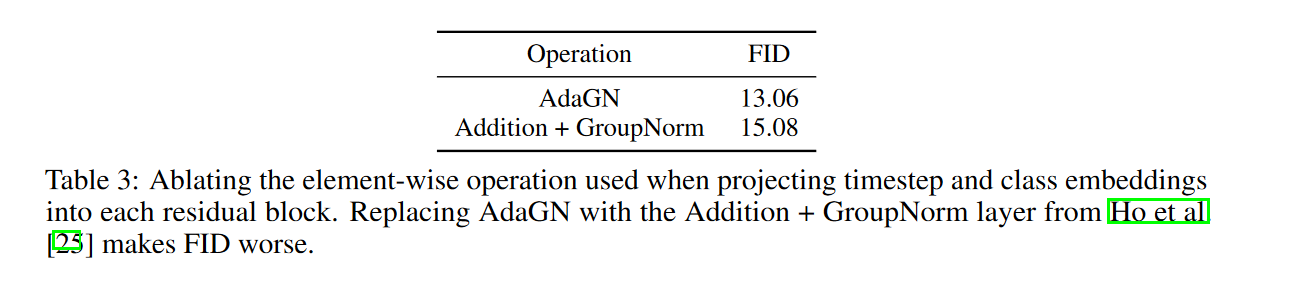 Operation FID
AdaGN 13.06
Addition + GroupNorm 15.08
Table 3: Ablating the element-wise operation used when projecting timestep and class embeddings
into each residual block. Replacing AdaGN with the Addition + GroupNorm layer from Ho et al.
[25] makes FID worse.